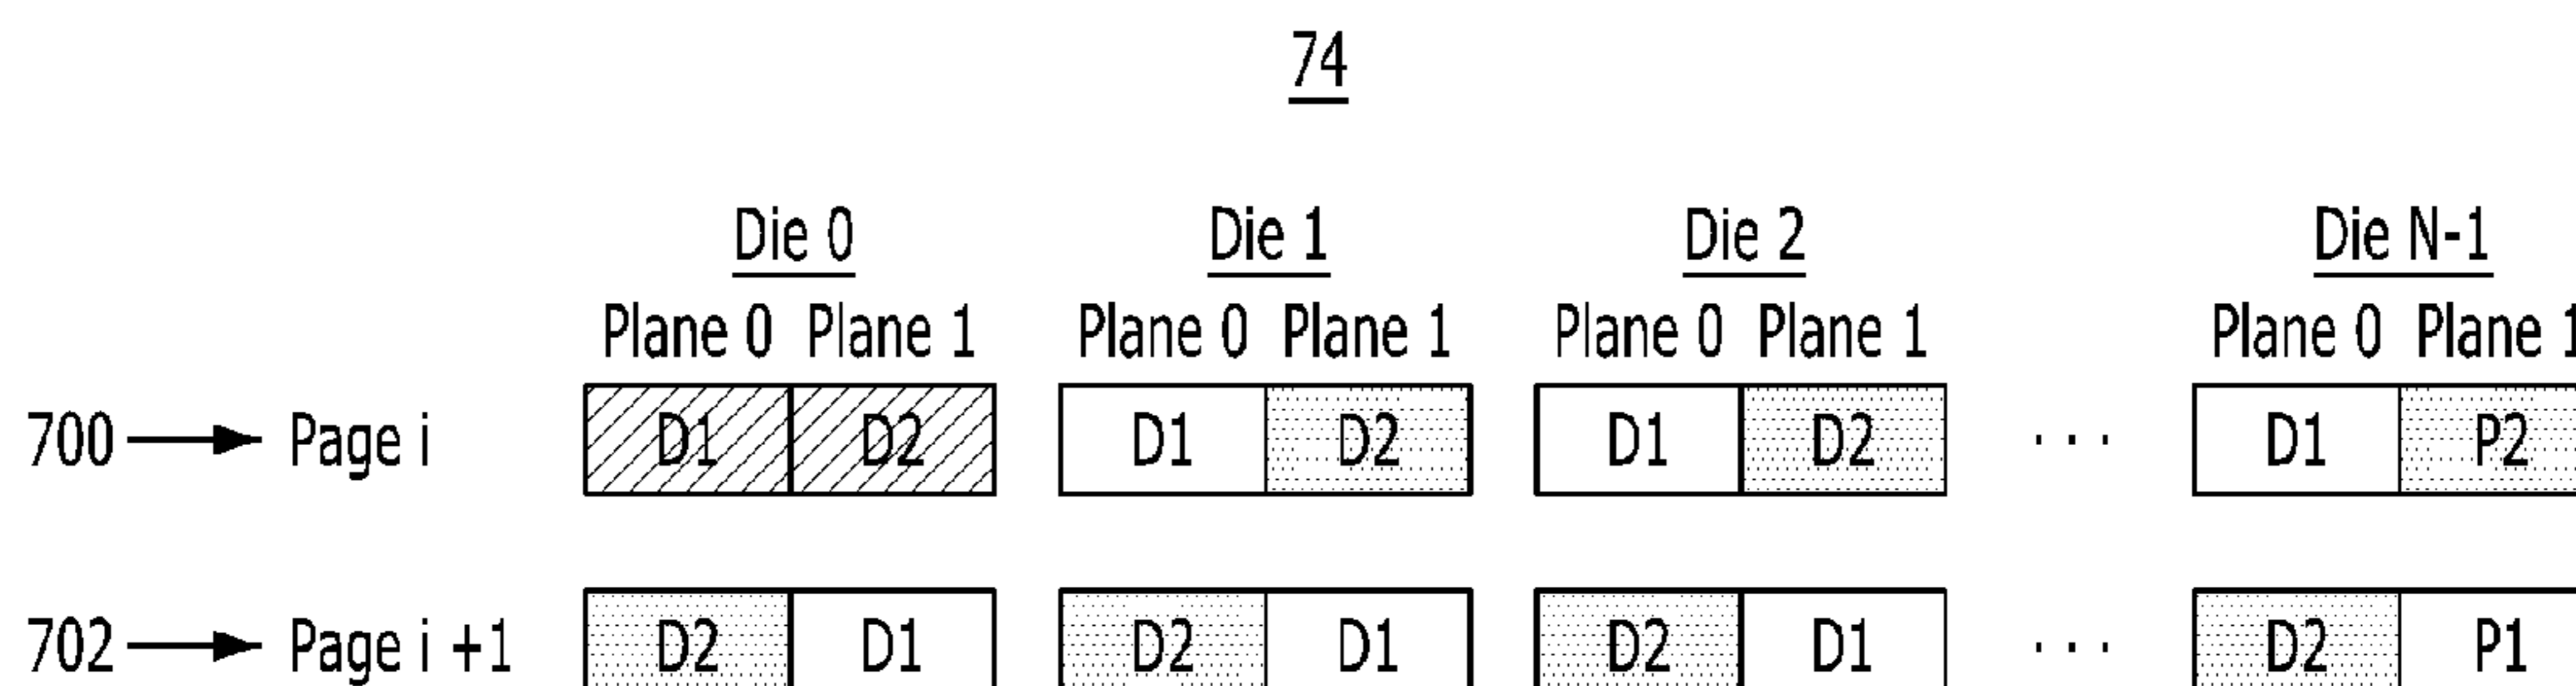 74
Die 0 Die 1 Die 2 Die N-1
Plane 0 Plane 1 Plane 0 Plane 1 Plane 0 Plane 1 Plane 0 Plane 1
700 Page i D1 D2 D1 D2 D1 D2 ... D1 P2
702 Page i +1 D2 D1 D2 D1 D2 D1 ... D2 P1